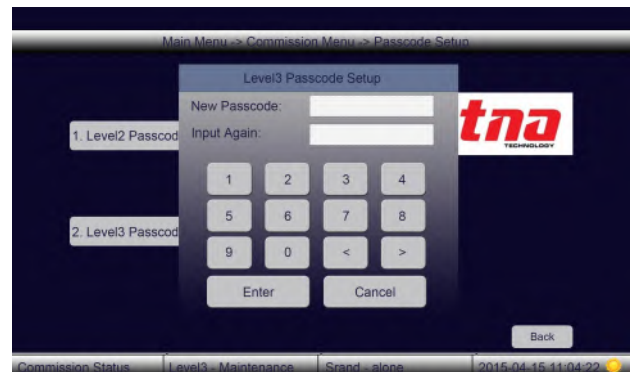 Main Menu -> Commission Menu -> Passcode Setup
Level3 Passcode Setup
New Passcode:
Input Again:
1. Level2 Passcod
2. Level3 Passcod
tna
TECHNOLOGY
1 2 3 4
5 6 7 8
9 0 < >
Enter Cancel
Back
Commission Status Level3 - Maintenance Srand - alone 2015-04-15 11:04:22